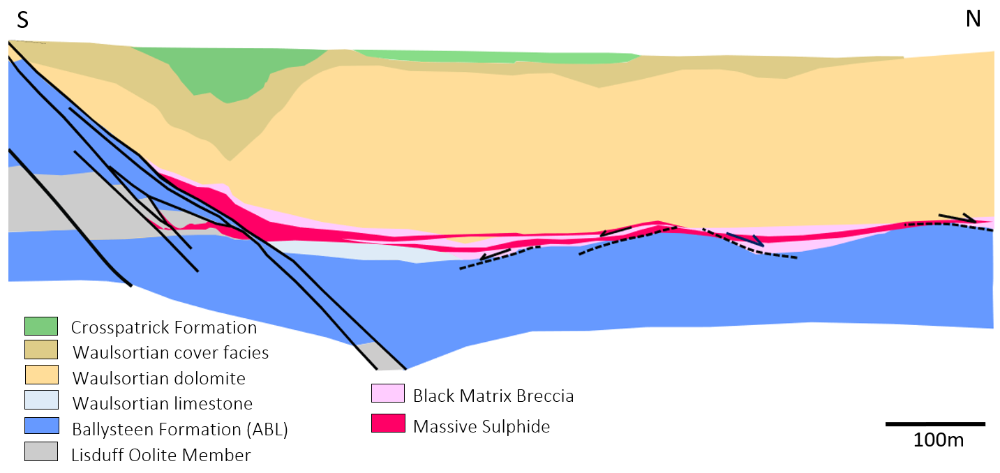 S
N
Crosspatrick Formation
Waulsortian cover facies
Waulsortian dolomite
Waulsortian limestone
Ballysteen Formation (ABL)
Lisduff Oolite Member
Black Matrix Breccia
Massive Sulphide
100m